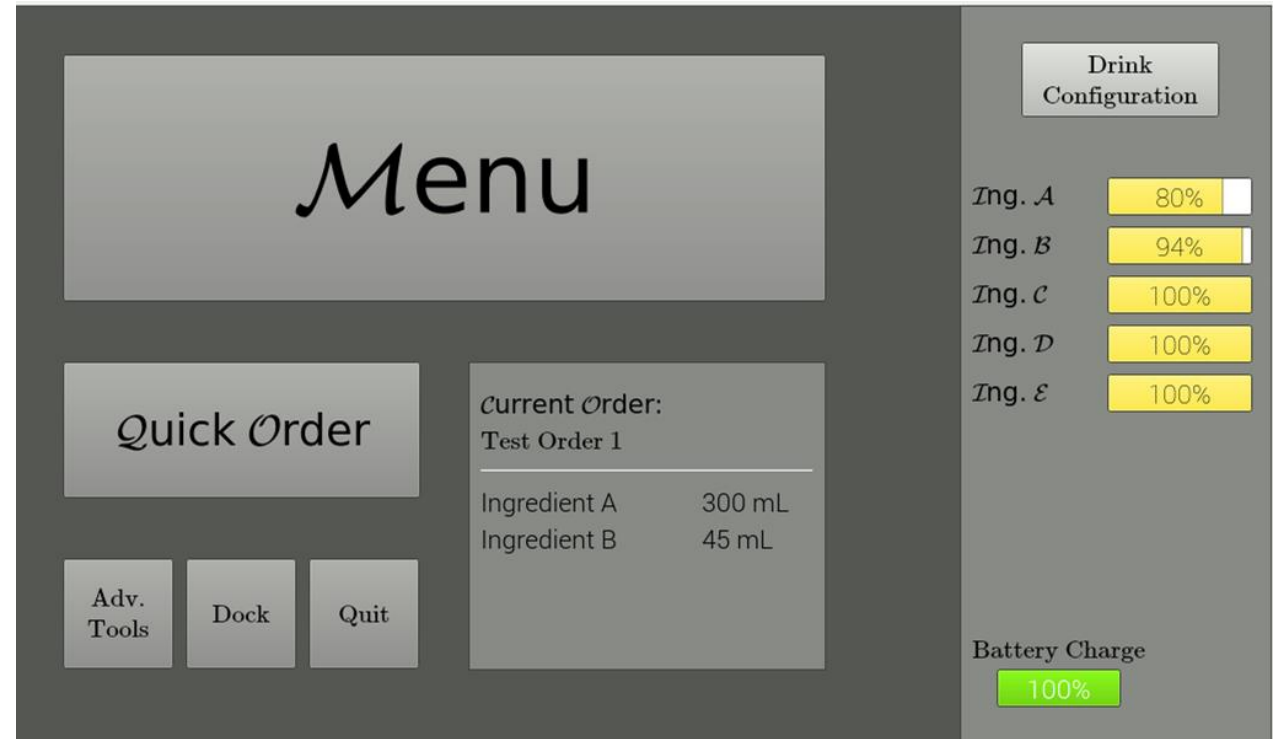 Menu
Quick Order
Adv.
Tools
Dock
Quit
Current Order:
Test Order 1
Ingredient A 300 mL
Ingredient B 45 mL
Drink
Configuration
Ing. A 80%
Ing. B 94%
Ing. C 100%
Ing. D 100%
Ing. E 100%
Battery Charge
100%